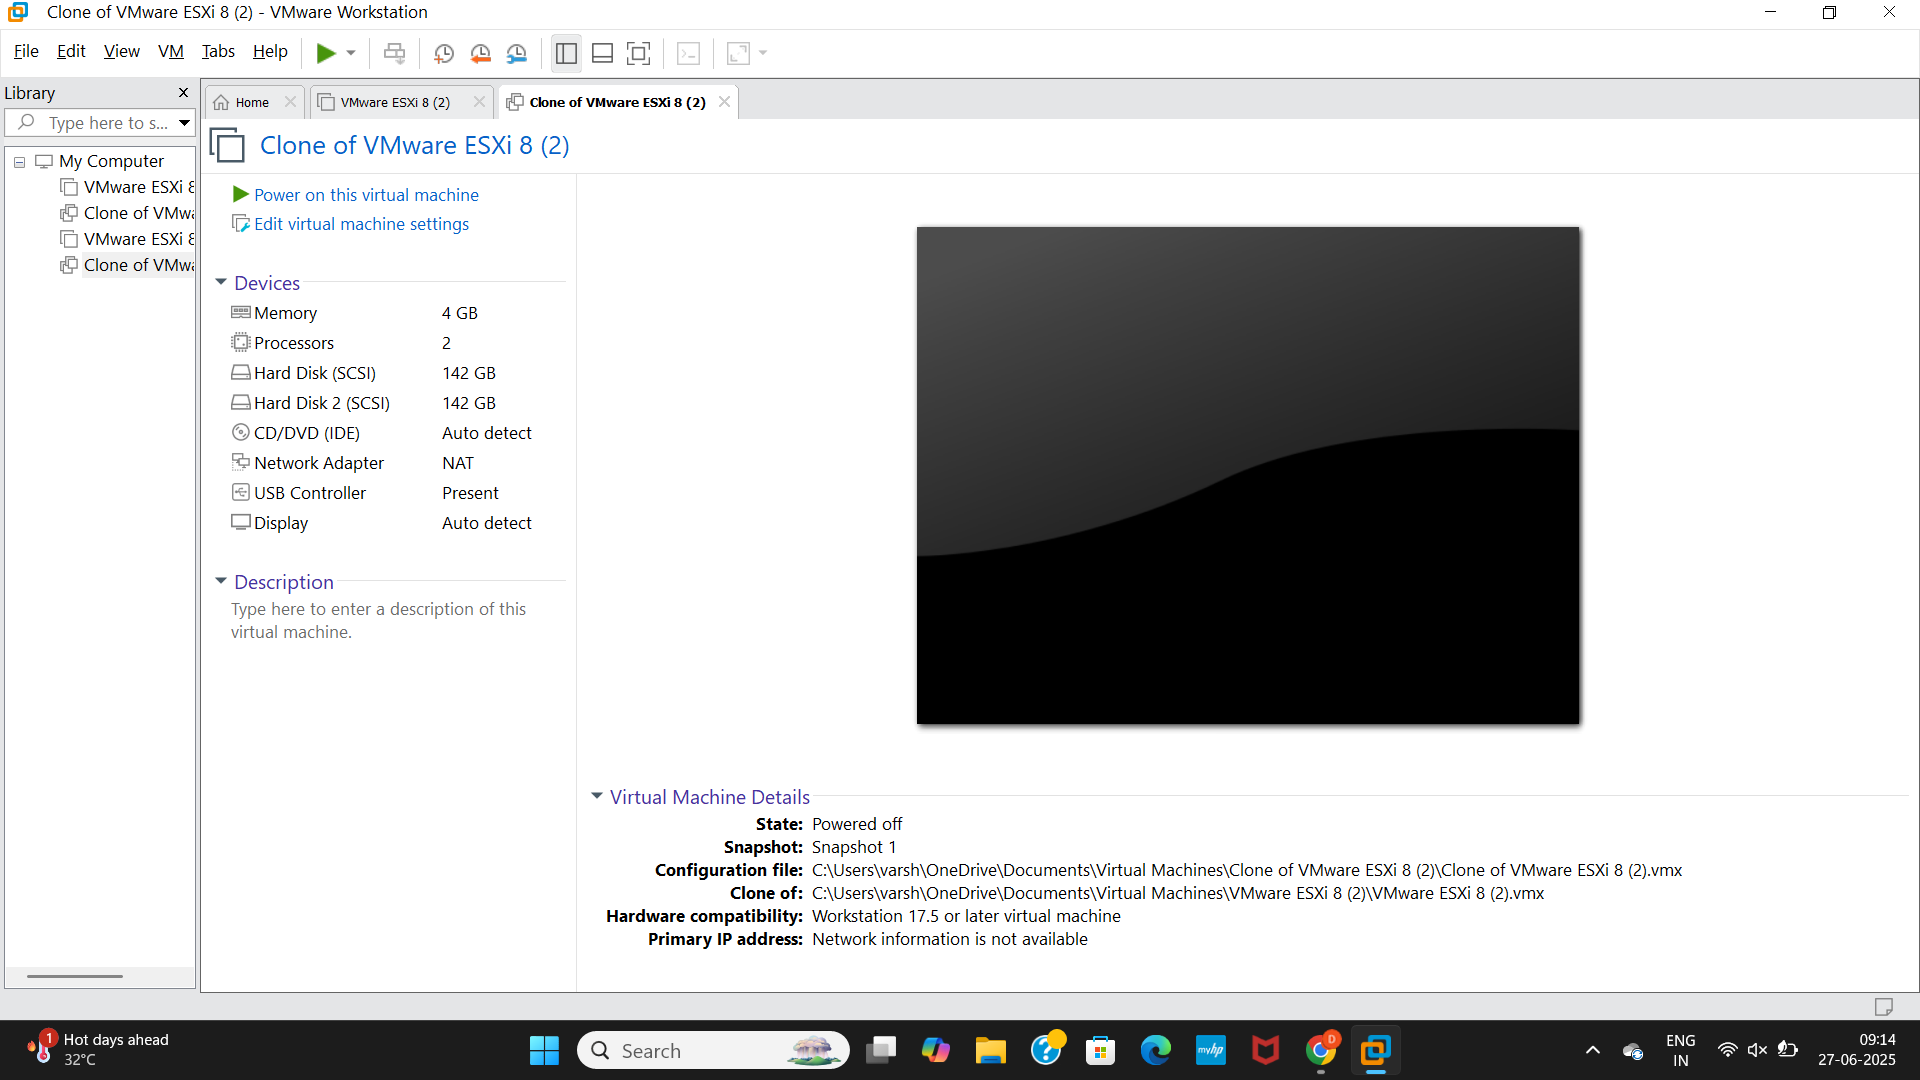 Clone of VMware ESXi 8 (2) - VMware Workstation
File Edit View VM Tabs Help
Library
Type here to s...
My Computer
VMware ESXi 8
Clone of VMwa
VMware ESXi 8
Clone of VMwa
Home
VMware ESXi 8 (2)
Clone of VMware ESXi 8 (2)
Clone of VMware ESXi 8 (2)
Power on this virtual machine
Edit virtual machine settings
Devices
Memory 4 GB
Processors 2
Hard Disk (SCSI) 142 GB
Hard Disk 2 (SCSI) 142 GB
CD/DVD (IDE) Auto detect
Network Adapter NAT
USB Controller Present
Display Auto detect
Description
Type here to enter a description of this
virtual machine.
Virtual Machine Details
State: Powered off
Snapshot: Snapshot 1
Configuration file: C:\Users\varsh\OneDrive\Documents\Virtual Machines\Clone of VMware ESXi 8 (2)\Clone of VMware ESXi 8 (2).vmx
Clone of: C:\Users\varsh\OneDrive\Documents\Virtual Machines\VMware ESXi 8 (2)\VMware ESXi 8 (2).vmx
Hardware compatibility: Workstation 17.5 or later virtual machine
Primary IP address: Network information is not available
1
Hot days ahead
32°C
Search
myhp
D
ENG
IN
09:14
27-06-2025